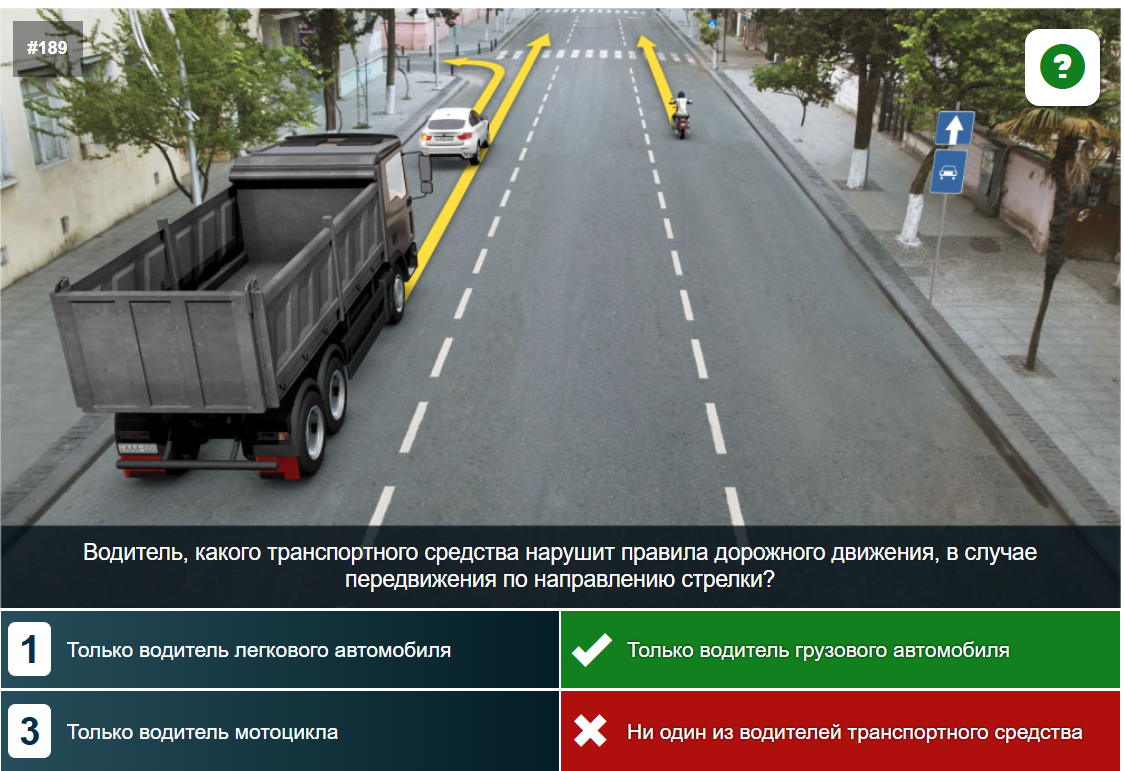 #189
?
Водитель, какого транспортного средства нарушит правила дорожного движения, в случае
передвижения по направлению стрелки?
1 Только водитель легкового автомобиля
Только водитель грузового автомобиля
3 Только водитель мотоцикла
Ни один из водителей транспортного средства